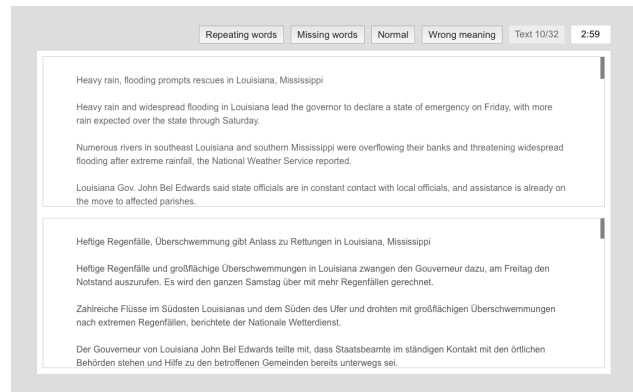 Repeating words Missing words Normal Wrong meaning Text 10/32 2:59
Heavy rain, flooding prompts rescues in Louisiana, Mississippi
Heavy rain and widespread flooding in Louisiana lead the governor to declare a state of emergency on Friday, with more
rain expected over the state through Saturday.
Numerous rivers in southeast Louisiana and southern Mississippi were overflowing their banks and threatening widespread
flooding after extreme rainfall, the National Weather Service reported.
Louisiana Gov. John Bel Edwards said state officials are in constant contact with local officials, and assistance is already on
the move to affected parishes.
Heftige Regenfälle, Überschwemmung gibt Anlass zu Rettungen in Louisiana, Mississippi
Heftige Regenfälle und großflächige Überschwemmungen in Louisiana zwangen den Gouverneur dazu, am Freitag den
Notstand auszurufen. Es wird den ganzen Samstag über mit mehr Regenfällen gerechnet.
Zahlreiche Flüsse im Südosten Louisianas und dem Süden des Ufer und drohten mit großflächigen Überschwemmungen
nach extremen Regenfällen, berichtete der Nationale Wetterdienst.
Der Gouverneur von Louisiana John Bel Edwards teilte mit, dass Staatsbeamte im ständigen Kontakt mit den örtlichen
Behörden stehen und Hilfe zu den betroffenen Gemeinden bereits unterwegs sei.